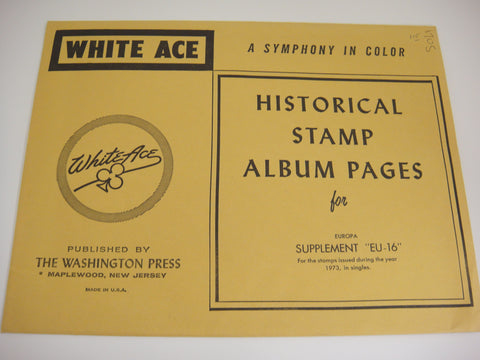 WHITE ACE
A SYMPHONY IN COLOR
HISTORICAL
STAMP
ALBUM PAGES
for
EUROPA
SUPPLEMENT "EU-16"
For the stamps issued during the year
1973, in singles.
White Ace
PUBLISHED BY
THE WASHINGTON PRESS
* MAPLEWOOD, NEW JERSEY
MADE IN U.S.A.